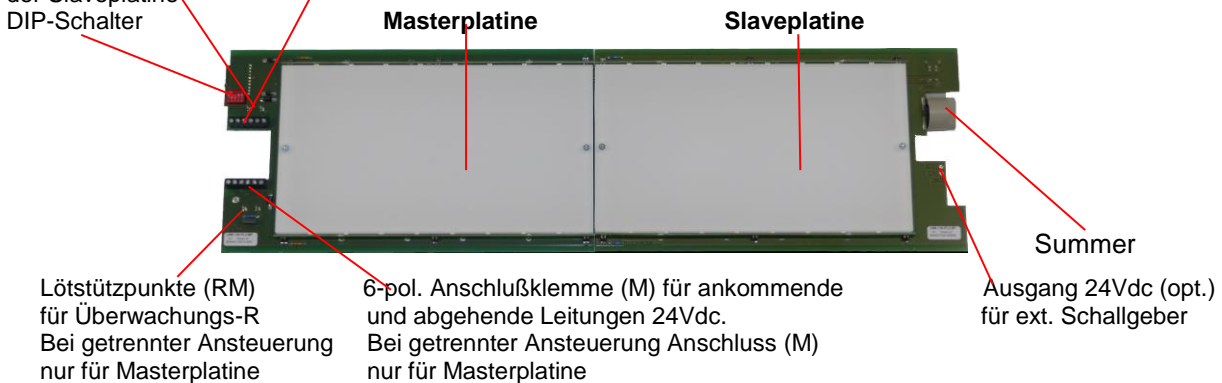 der Slaveplatine
DIP-Schalter
Masterplatine
Slaveplatine
Summer
Lötstützpunkte (RM)
für Überwachungs-R
Bei getrennter Ansteuerung
nur für Masterplatine
6-pol. Anschlußklemme (M) für ankommende
und abgehende Leitungen 24Vdc.
Bei getrennter Ansteuerung Anschluss (M)
nur für Masterplatine
Ausgang 24Vdc (opt.)
für ext. Schallgeber